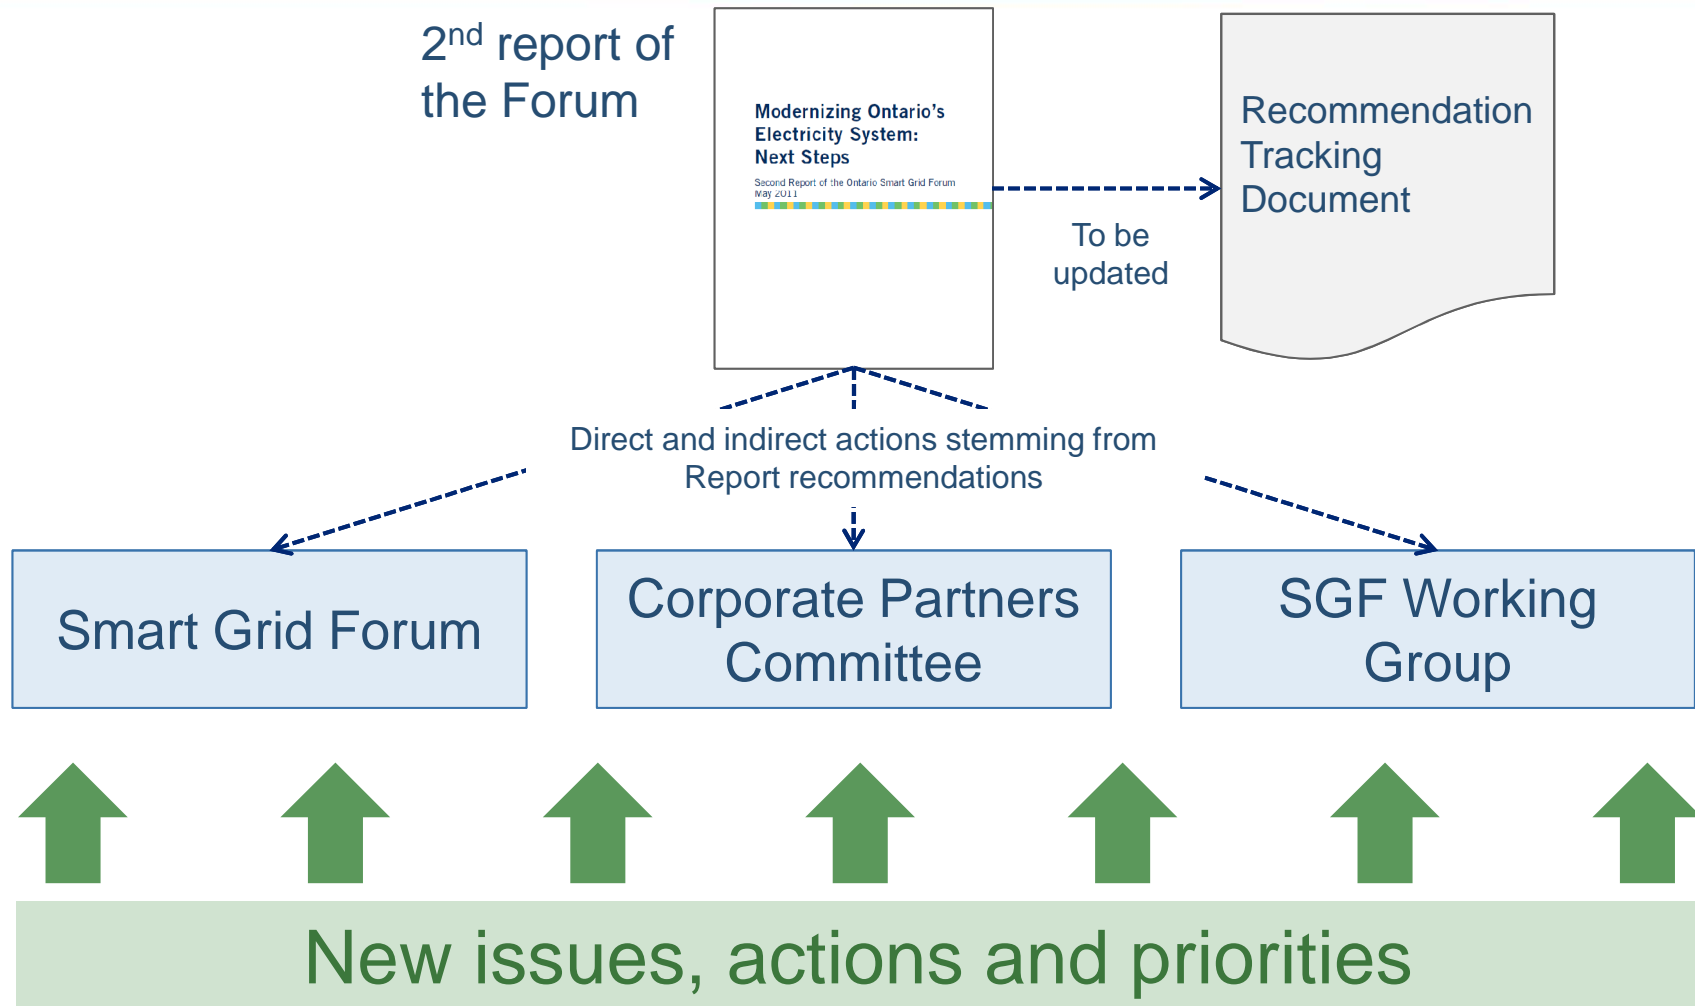 2nd report of
the Forum
Modernizing Ontario's
Electricity System:
Next Steps
Second Report of the Ontario Smart Grid Forum
May 2011
Recommendation
Tracking
Document
To be
updated
Direct and indirect actions stemming from
Report recommendations
Smart Grid Forum
Corporate Partners
Committee
SGF Working
Group
New issues, actions and priorities